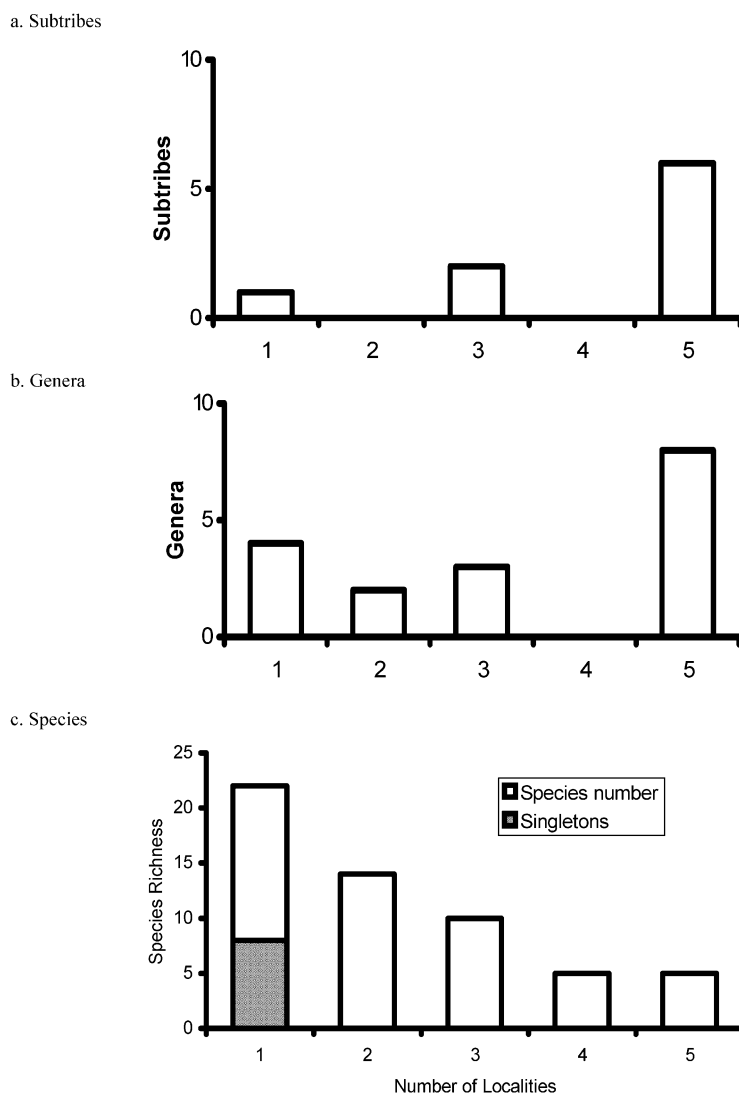 a. Subtribes
10
5
0
Subtribes
1 2 3 4 5
b. Genera
10
5
0
Genera
1 2 3 4 5
c. Species
25
20
15
10
5
0
Species Richness
Species number
Singletons
1 2 3 4 5
Number of Localities